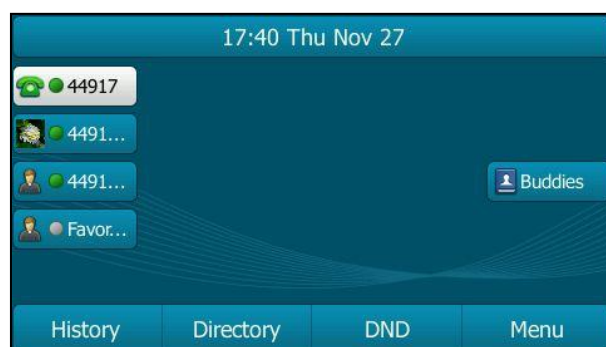 17:40 Thu Nov 27
44917
4491...
4491...
Buddies
Favor...
History Directory DND Menu